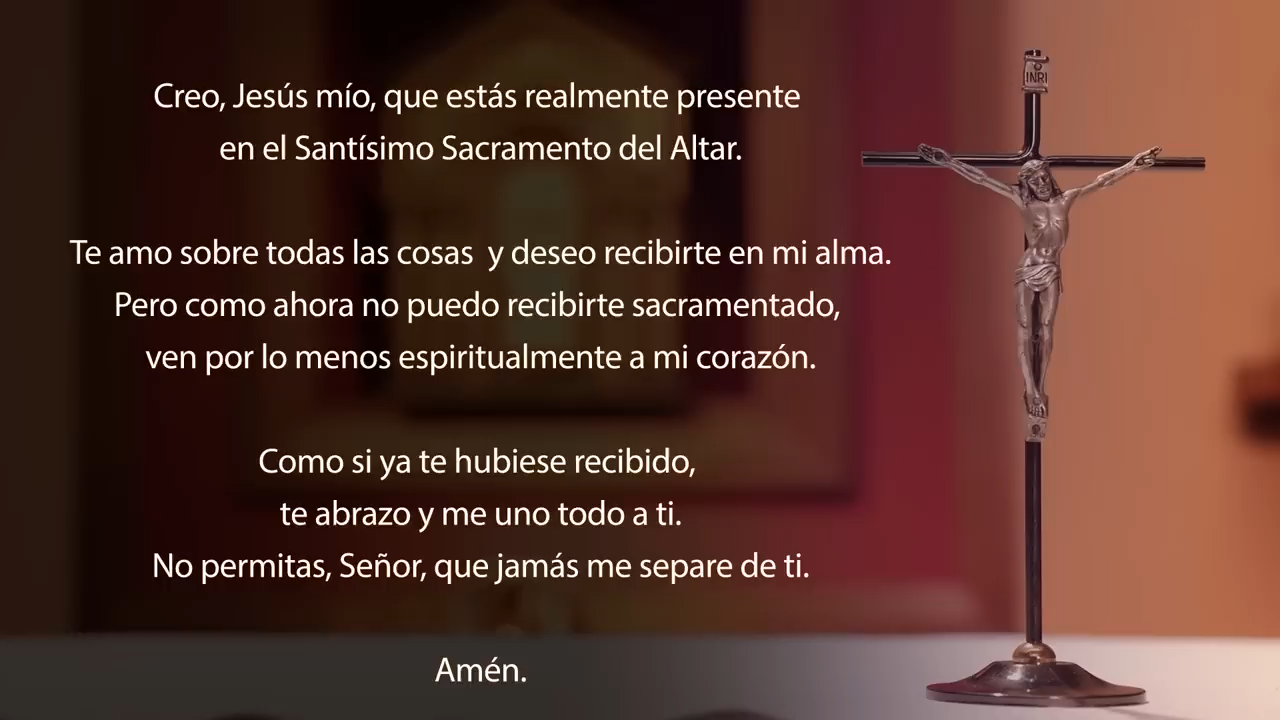 INRI
Creo, Jesús mío, que estás realmente presente
en el Santísimo Sacramento del Altar.
Te amo sobre todas las cosas  y deseo recibirte en mi alma.
Pero como ahora no puedo recibirte sacramentado,
ven por lo menos espiritualmente a mi corazón.
Como si ya te hubiese recibido,
te abrazo y me uno todo a ti.
No permitas, Señor, que jamás me separe de ti.
Amén.